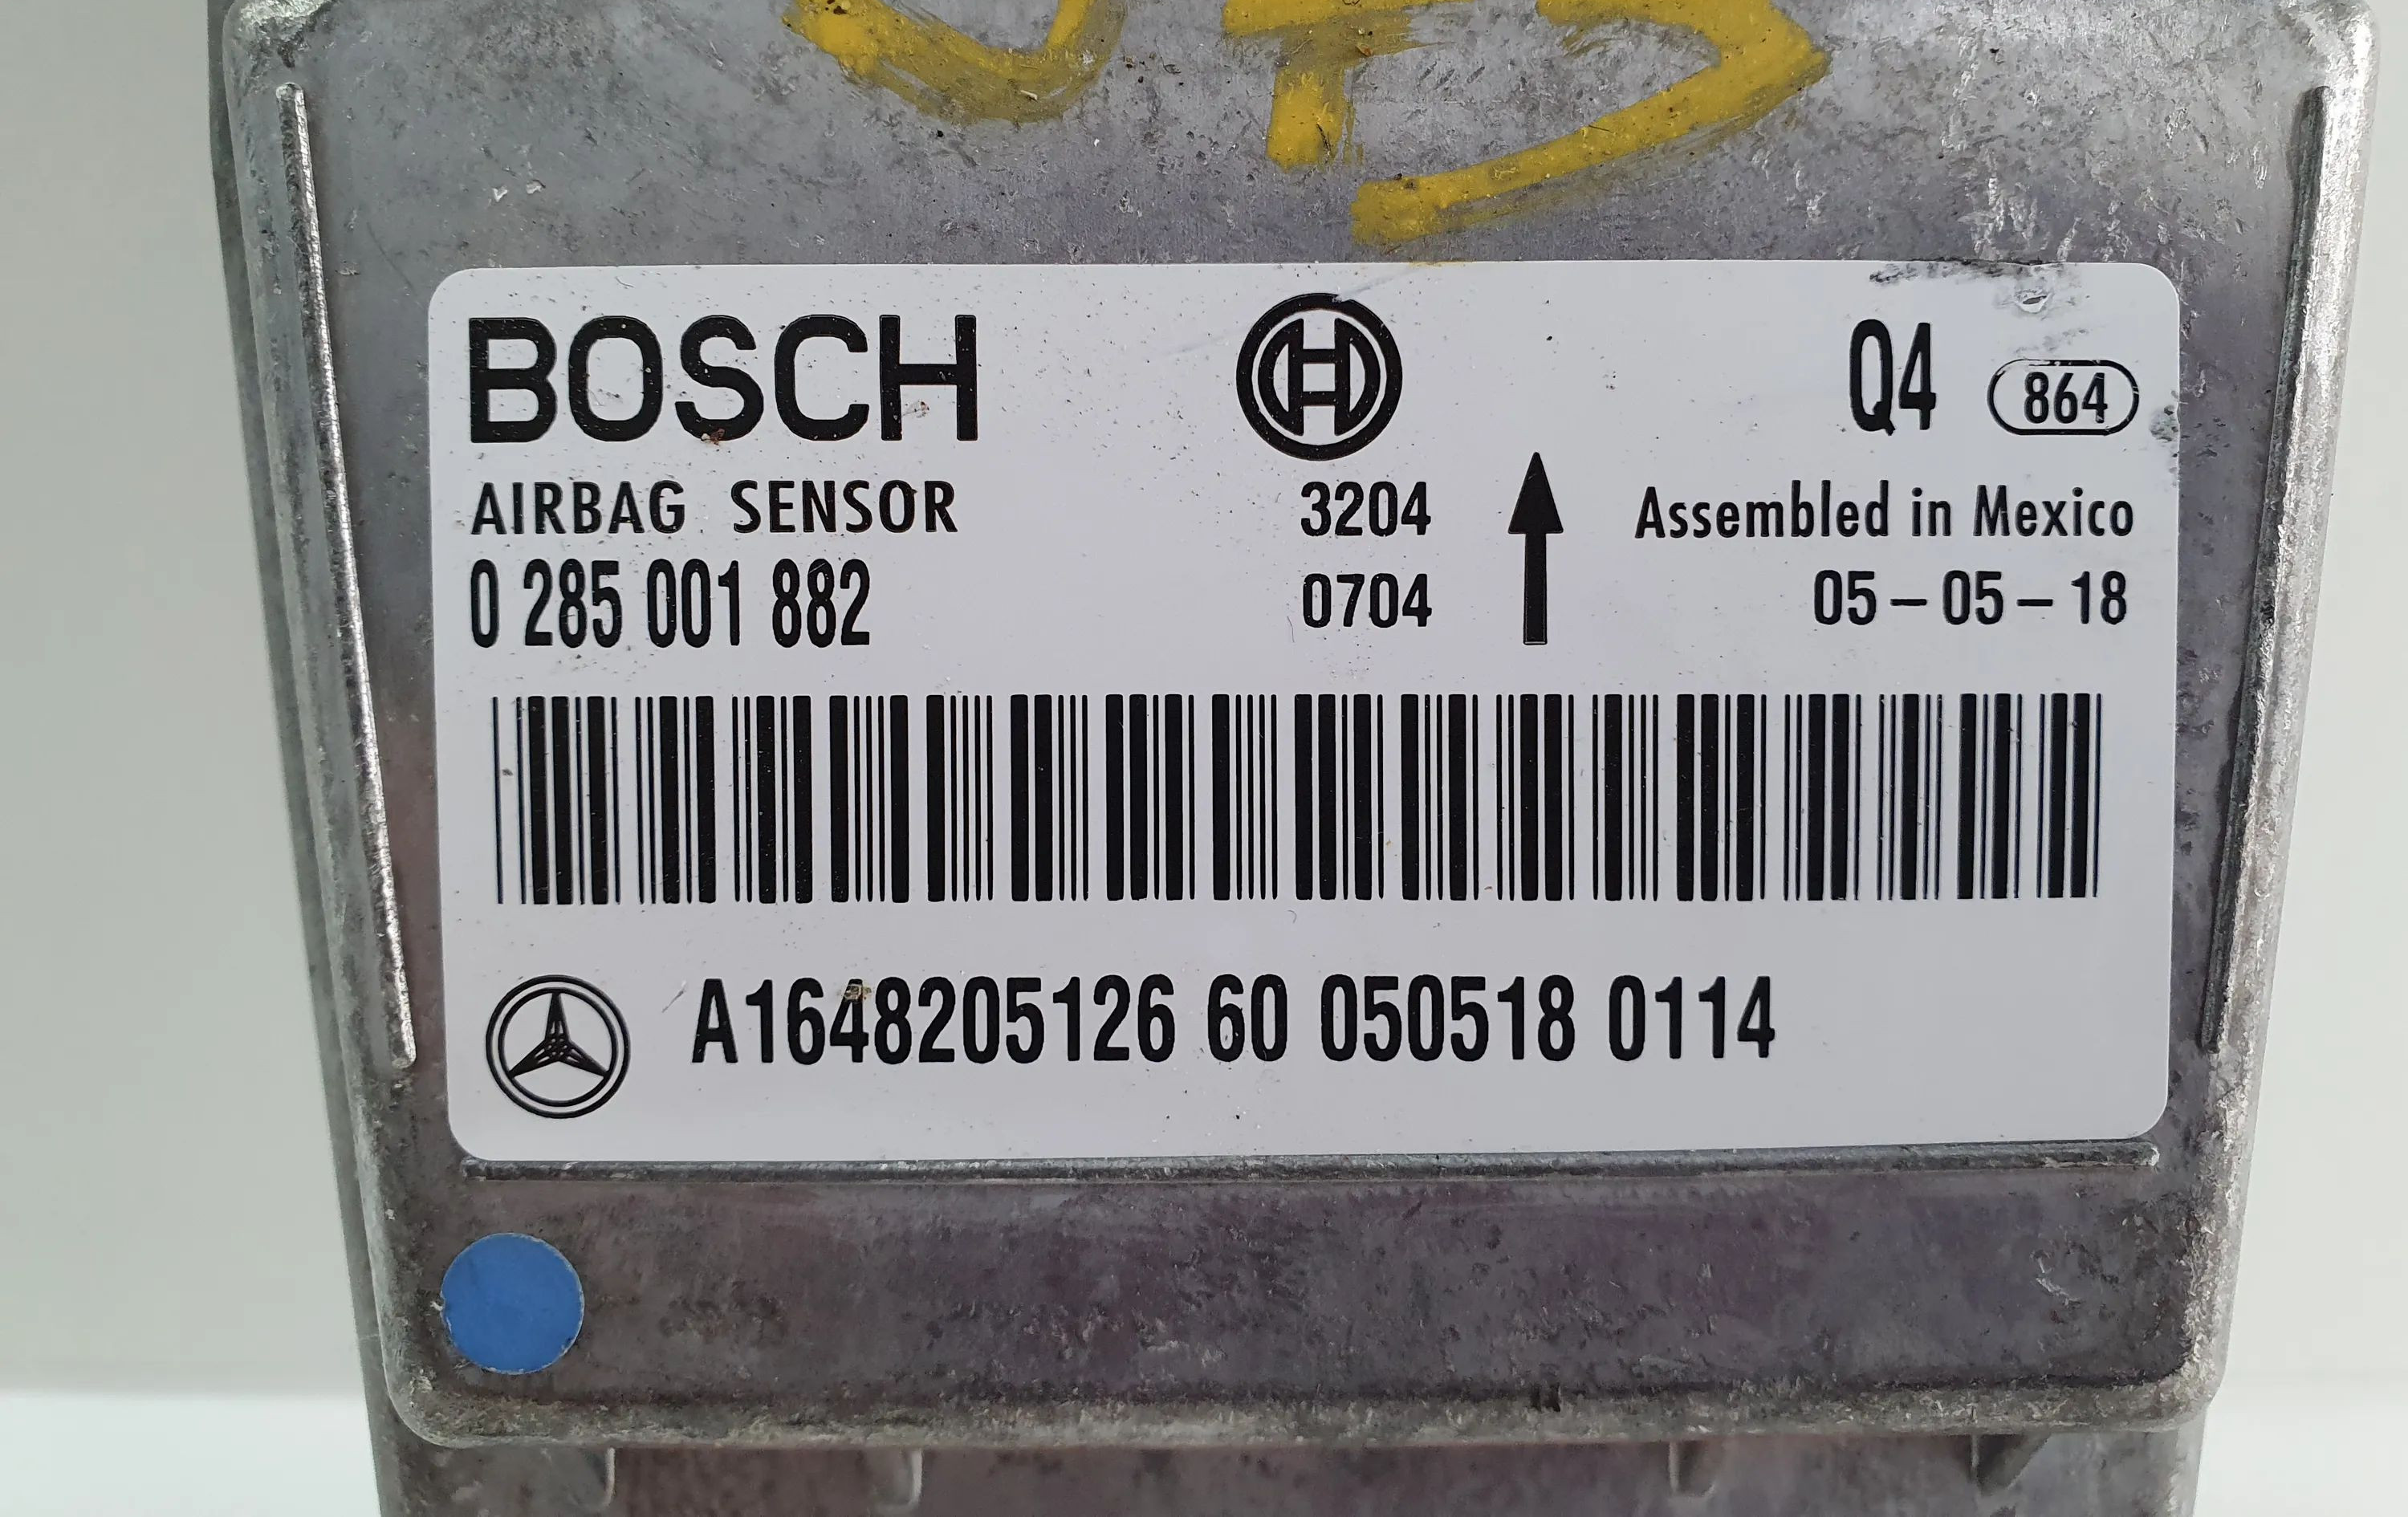 BOSCH
Q4 864
AIRBAG SENSOR 3204 Assembled in Mexico
0 285 001 882 0704 05-05-18
A1648205126 60 050518 0114